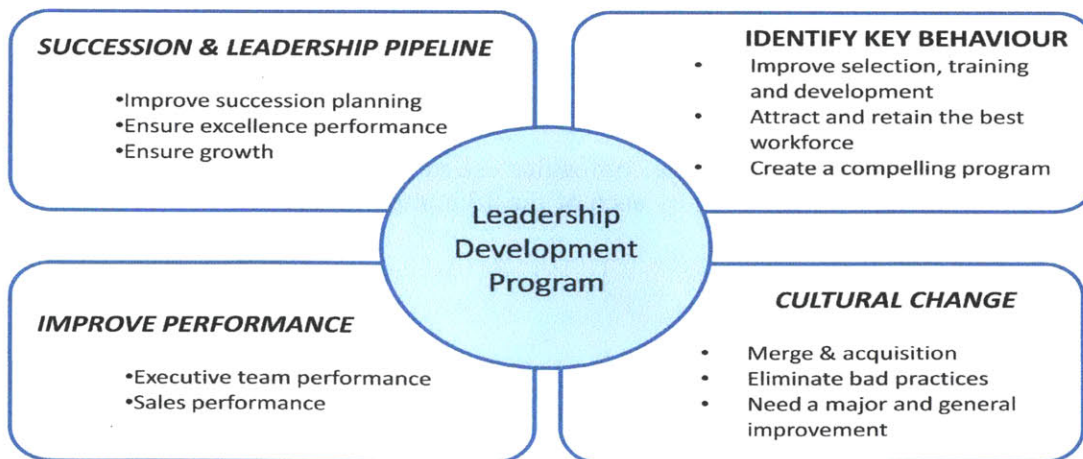 SUCCESSION & LEADERSHIP PIPELINE
•Improve succession planning
•Ensure excellence performance
•Ensure growth
IDENTIFY KEY BEHAVIOUR
• Improve selection, training
and development
• Attract and retain the best
workforce
• Create a compelling program
Leadership
Development
Program
IMPROVE PERFORMANCE
•Executive team performance
•Sales performance
CULTURAL CHANGE
• Merge & acquisition
• Eliminate bad practices
• Need a major and general
improvement